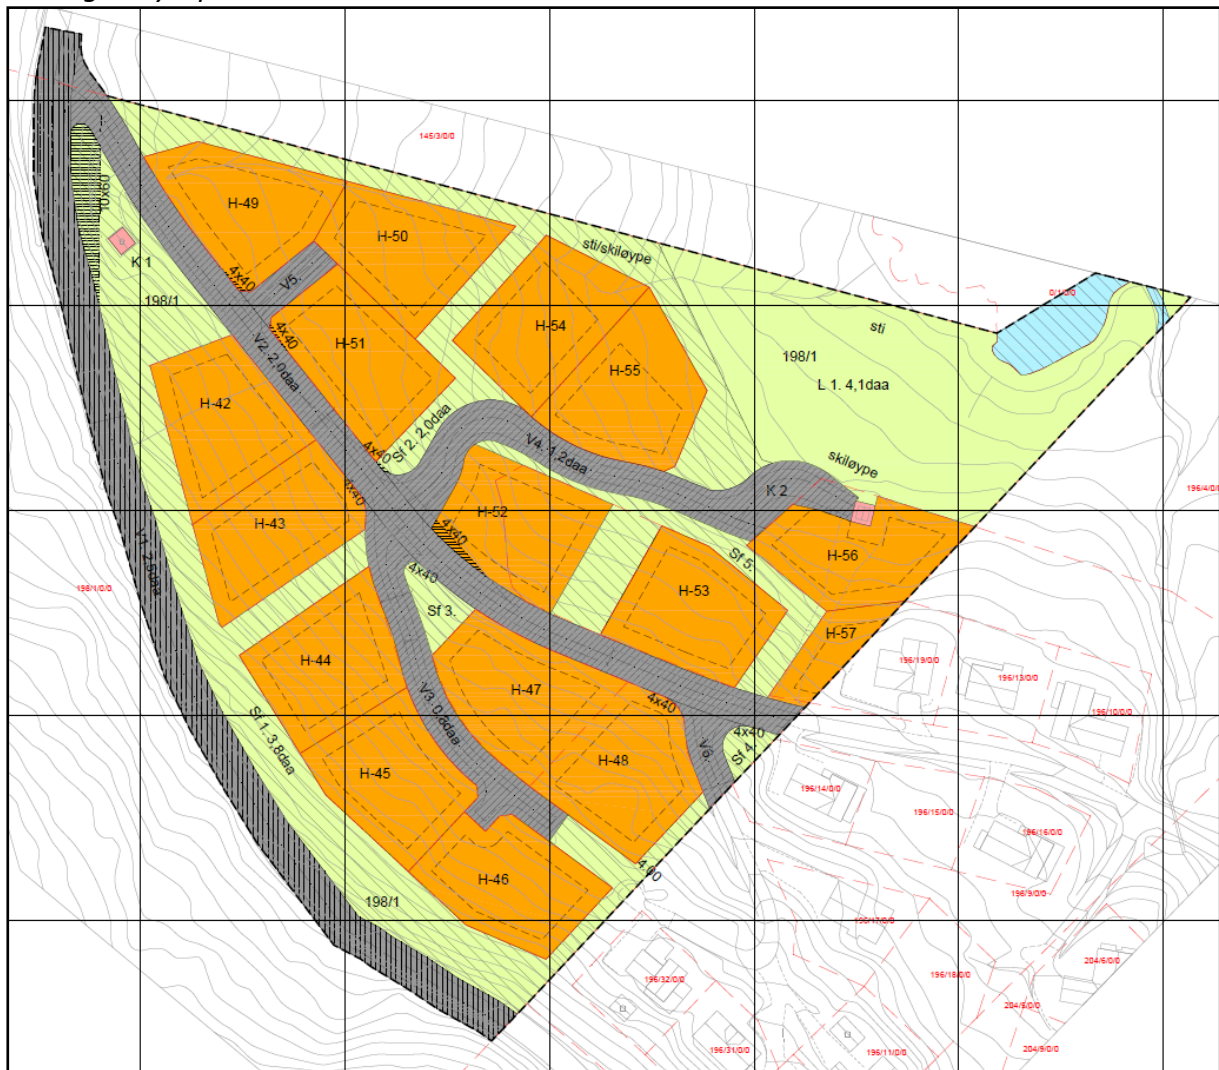 145/3/0/0
10x60
H-49
H-50
sti/skiløype
K 1
4x40
V5.
198/1
0/1/0/0
H-54
sti
4x40
H-51
V2. 2,0daa
198/1
H-55
L 1. 4,1daa
H-42
Sf 2. 2,0daa
4x40
V4. 1,2daa
skiløype
4x40
K 2
196/4/0/0
H-43
H-52
4x40
V1. 2,5daa
Sf 5.
H-56
4x40
198/1/0/0
H-53
Sf 3.
H-57
H-44
196/19/0/0
196/13/0/0
H-47
4x40
V3. 0,8daa
196/10/0/0
Sf 1. 3,8daa
4x40
V6.
Sf 4.
H-48
H-45
196/14/0/0
196/15/0/0
196/16/0/0
4.00
H-46
196/9/0/0
198/1
196/17/0/0
204/6/0/0
196/32/0/0
196/18/0/0
204/5/0/0
196/31/0/0
196/11/0/0
204/9/0/0